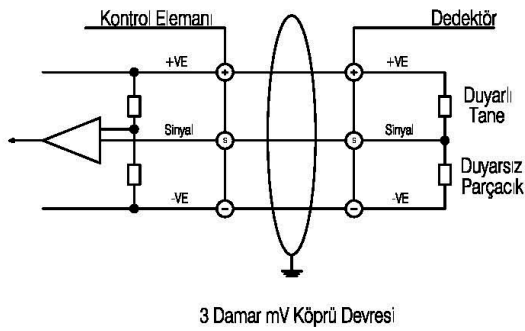 Kontrol Elemanı
Dedektör
+VE
+
+
+VE
Duyarlı
Tane
Sinyal
S
S
Sinyal
Duyarsız
Parçacık
-VE
-
-
-VE
3 Damar mV Köprü Devresi